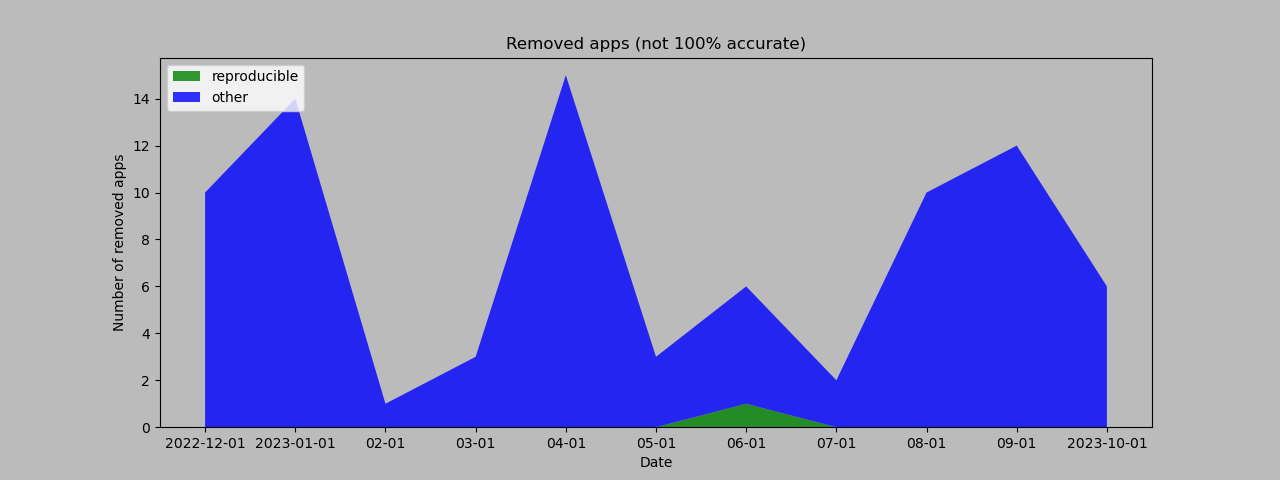 Removed apps (not 100% accurate)
reproducible
other
Number of removed apps
14
12
10
8
6
4
2
0
2022-12-01 2023-01-01 02-01 03-01 04-01 05-01 06-01 07-01 08-01 09-01 2023-10-01
Date